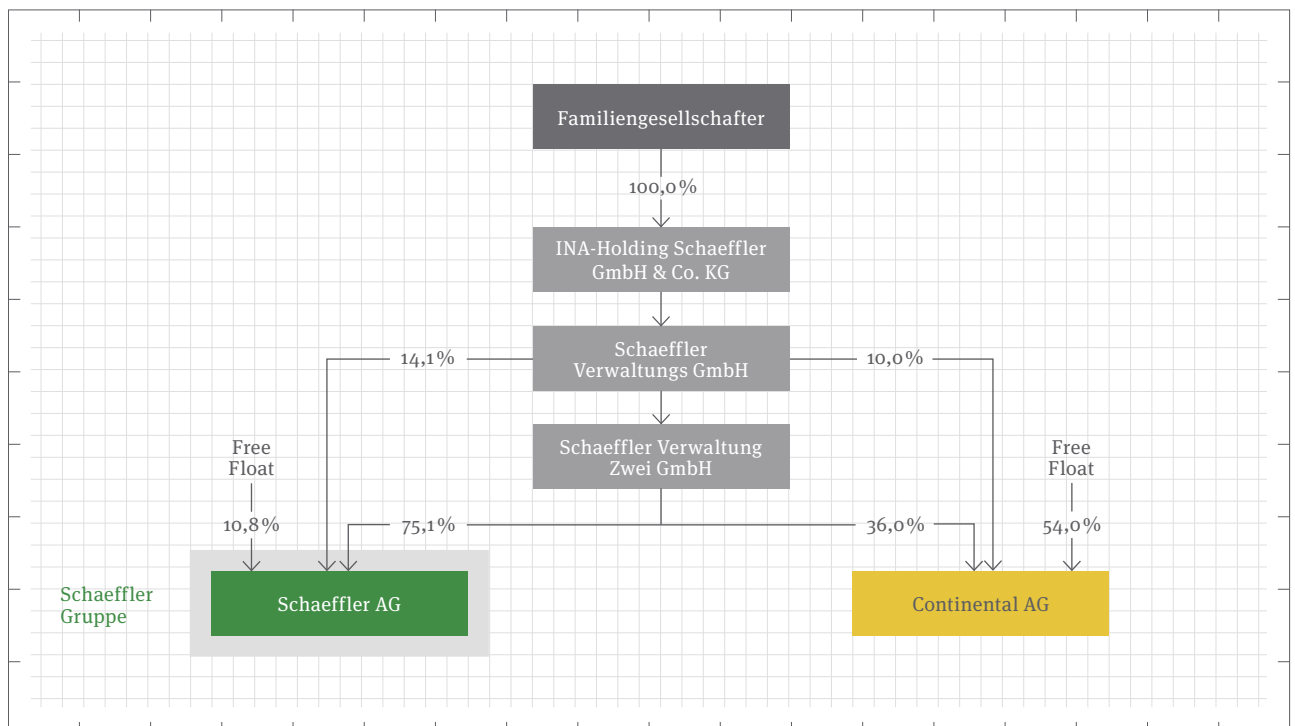 Familiengesellschafter
100,0%
INA-Holding Schaeffler
GmbH & Co. KG
Schaeffler
Verwaltungs GmbH
14,1%
10,0%
Schaeffler Verwaltung
Zwei GmbH
Free
Float
Free
Float
10,8%
75,1%
36,0%
54,0%
Schaeffler
Gruppe
Schaeffler AG
Continental AG